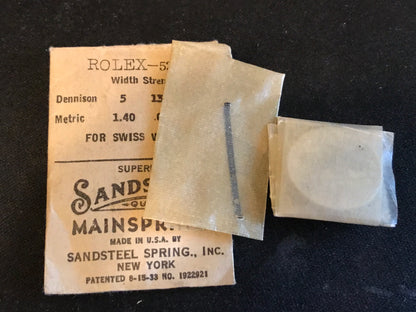 ROLEX-5
Width Stren
Dennison 5 13
Metric 1.40
FOR SWISS W
SUPER
SANDS
QU
MAINSPR
MADE IN U.S.A. BY
SANDSTEEL SPRING., INC.
NEW YORK
PATENTED 8-15-33 NO. 1922921